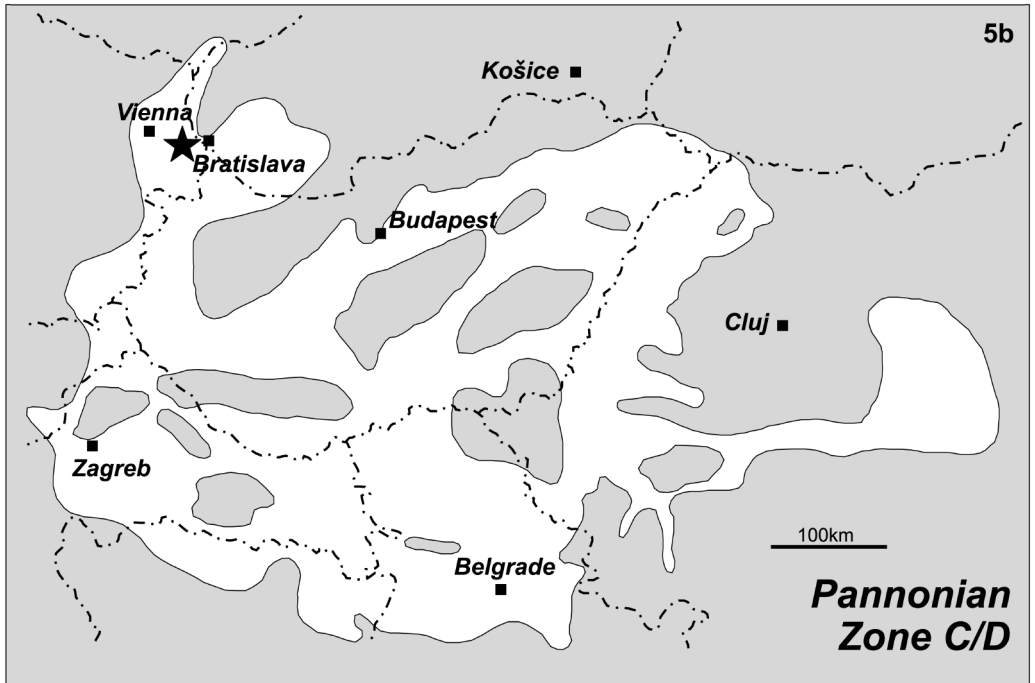 5b
Košice
Vienna
Bratislava
Budapest
Cluj
Zagreb
100km
Belgrade
Pannonian
Zone C/D